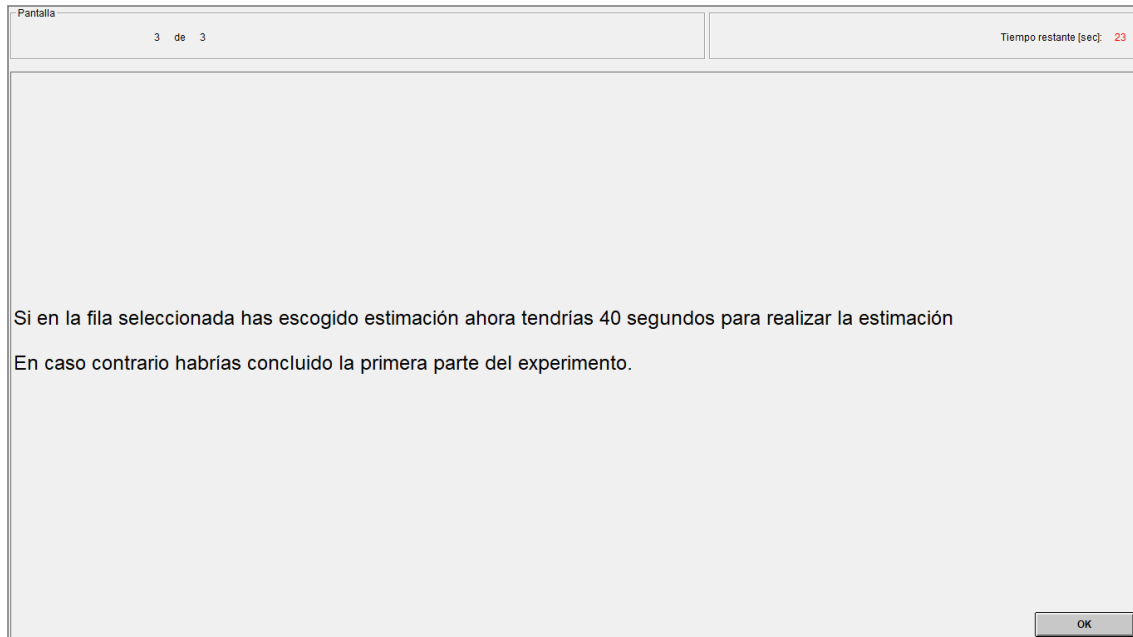 Pantalla
3 de 3
Tiempo restante [sec]: 23
Si en la fila seleccionada has escogido estimación ahora tendrías 40 segundos para realizar la estimación
En caso contrario habrías concluido la primera parte del experimento.
OK